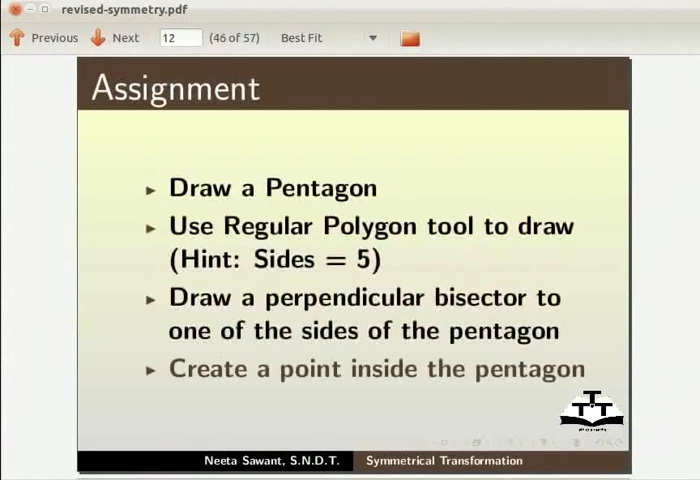 revised-symmetry.pdf
Previous Next 12 (46 of 57) Best Fit
Assignment
▸ Draw a Pentagon
▸ Use Regular Polygon tool to draw
(Hint: Sides = 5)
▸ Draw a perpendicular bisector to
one of the sides of the pentagon
▸ Create a point inside the pentagon
TTT
Neeta Sawant, S.N.D.T. Symmetrical Transformation